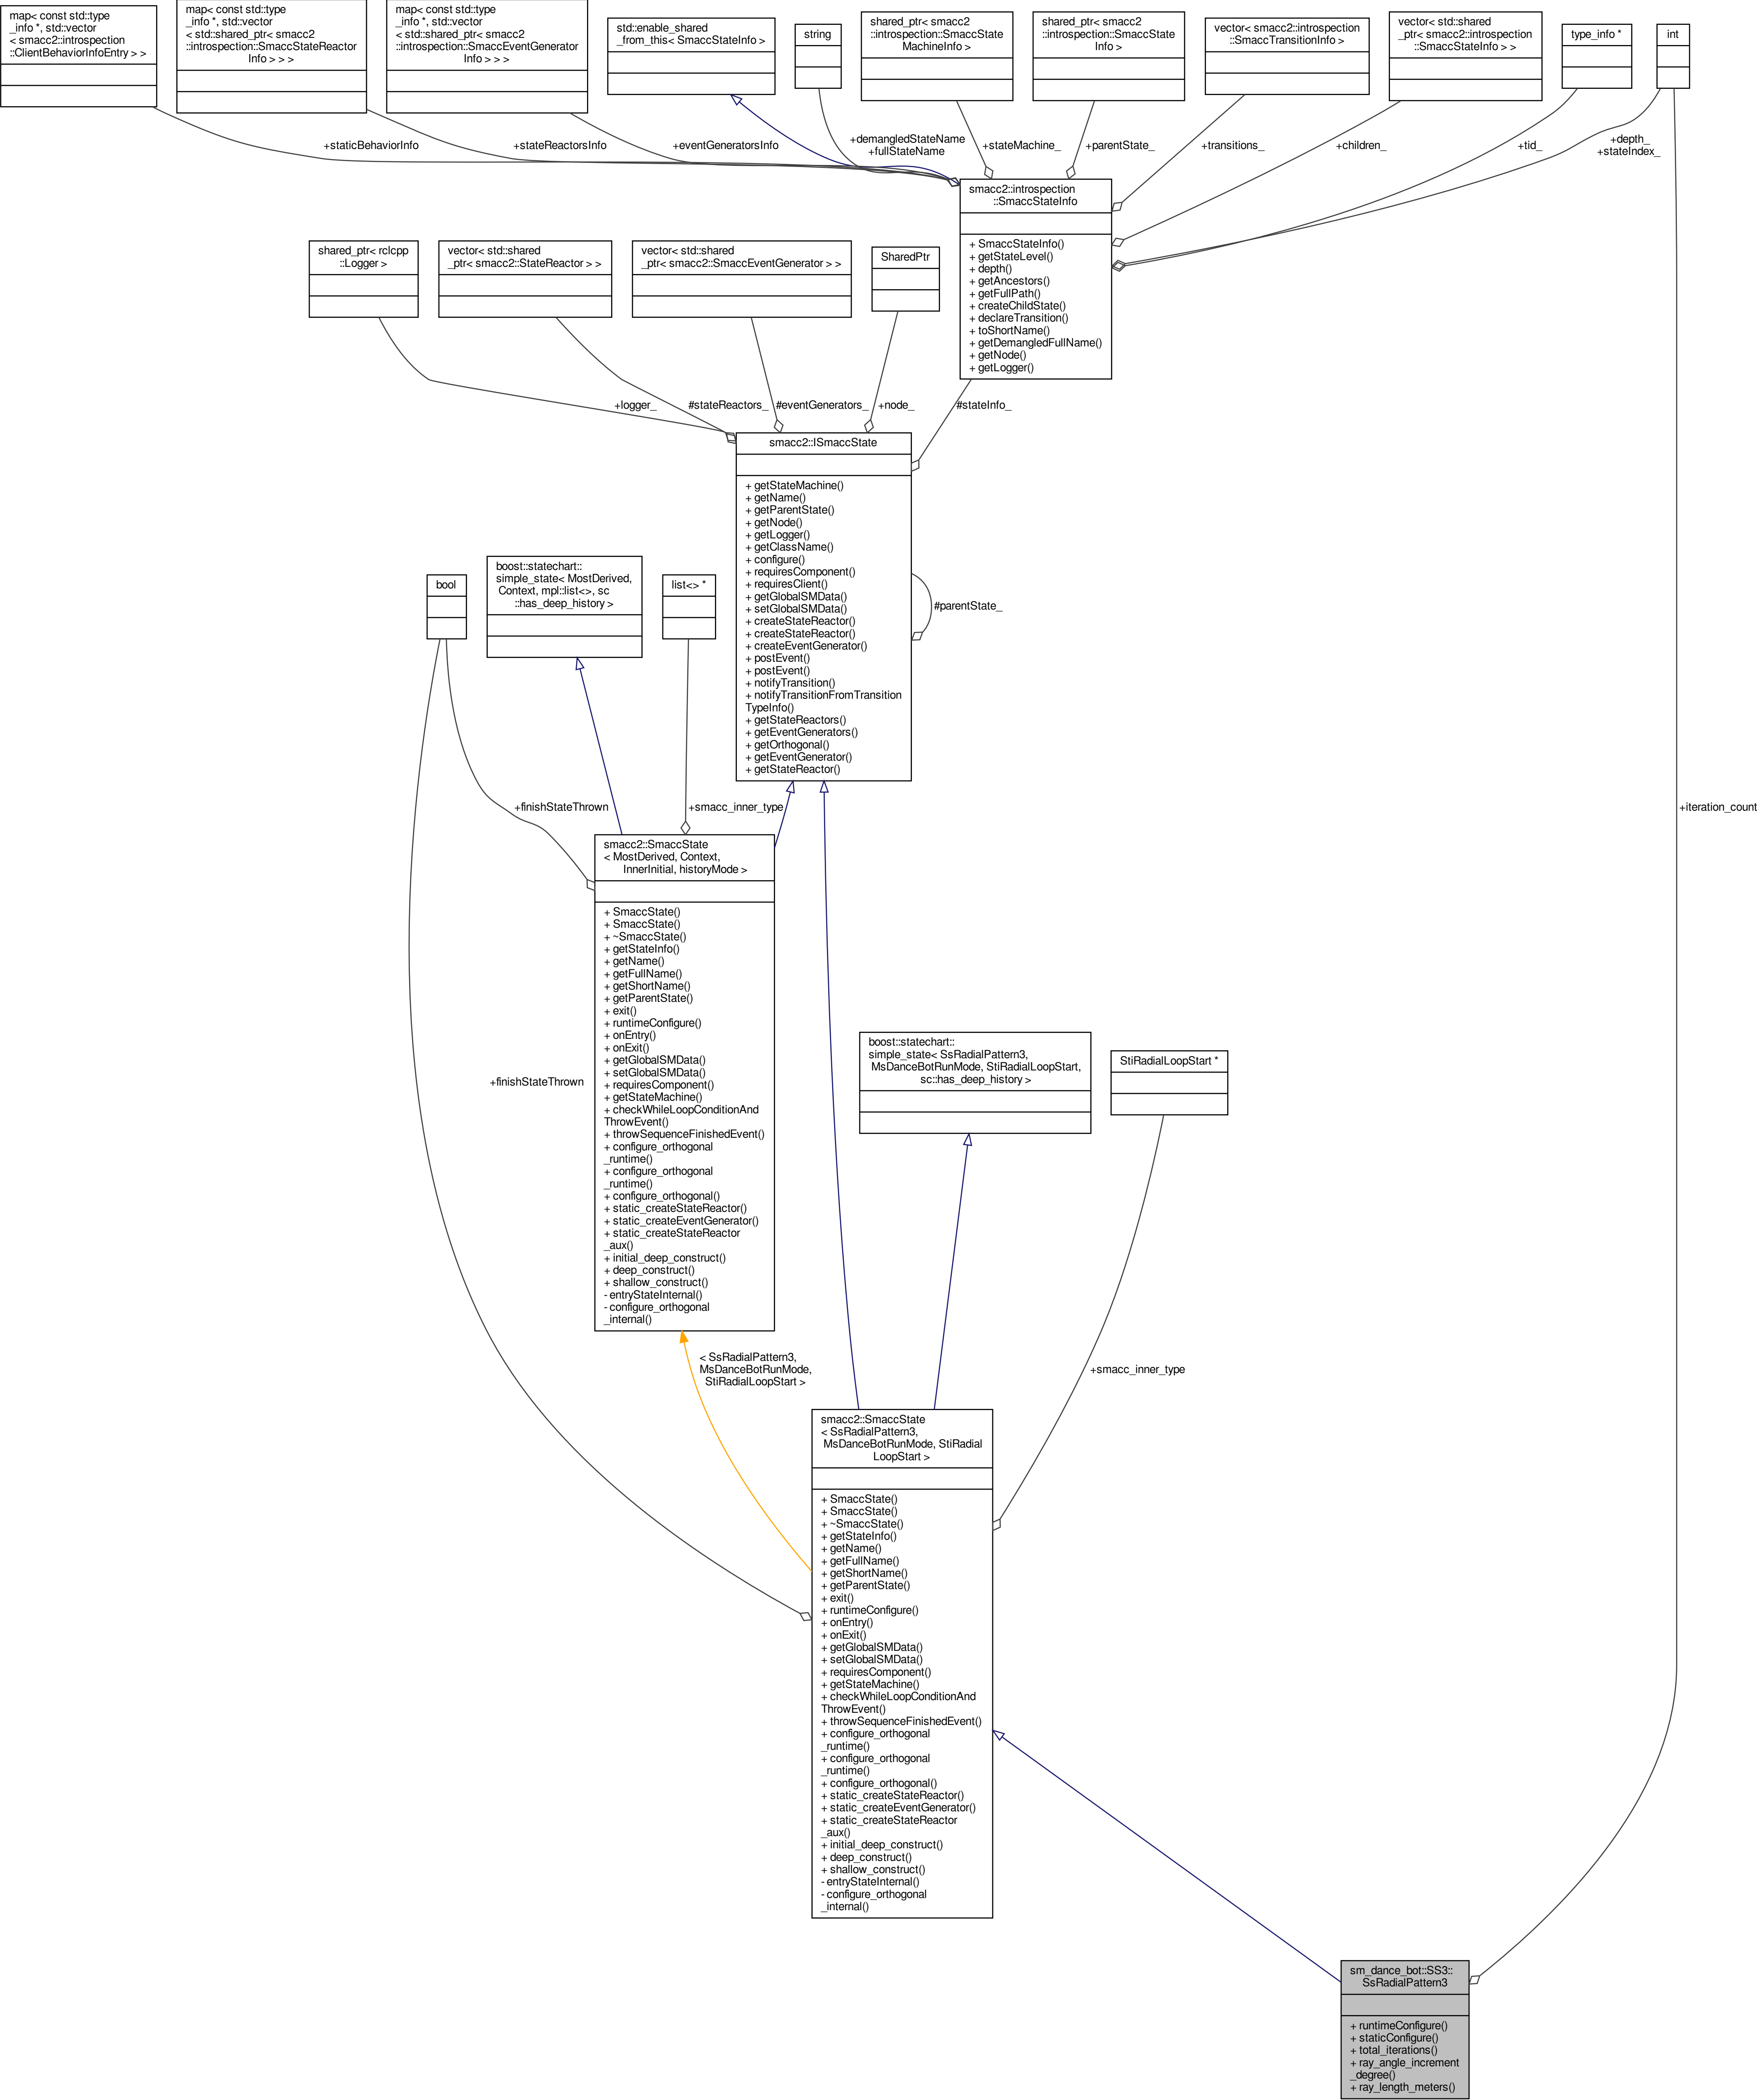 map< const std::type
_info *, std::vector
< smacc2::introspection
::ClientBehaviorInfoEntry > >
map< const std::type
_info *, std::vector
< std::shared_ptr< smacc2
::introspection::SmaccStateReactor
Info > > >
map< const std::type
_info *, std::vector
< std::shared_ptr< smacc2
::introspection::SmaccEventGenerator
Info > > >
std::enable_shared
_from_this< SmaccStateInfo >
string
shared_ptr< smacc2
::introspection::SmaccState
MachineInfo >
shared_ptr< smacc2
::introspection::SmaccState
Info >
vector< smacc2::introspection
::SmaccTransitionInfo >
vector< std::shared
_ptr< smacc2::introspection
::SmaccStateInfo > >
type_info *
int
+staticBehaviorInfo
+stateReactorsInfo
+eventGeneratorsInfo
+demangledStateName
+fullStateName
+stateMachine_
+parentState_
+transitions_
+children_
+tid_
+depth_
+stateIndex_
smacc2::introspection
::SmaccStateInfo
+ SmaccStateInfo()
+ getStateLevel()
+ depth()
+ getAncestors()
+ getFullPath()
+ createChildState()
+ declareTransition()
+ toShortName()
+ getDemangledFullName()
+ getNode()
+ getLogger()
shared_ptr< rclcpp
::Logger >
vector< std::shared
_ptr< smacc2::StateReactor > >
vector< std::shared
_ptr< smacc2::SmaccEventGenerator > >
SharedPtr
+logger_
#stateReactors_
#eventGenerators_
+node_
#stateInfo_
smacc2::ISmaccState
+ getStateMachine()
+ getName()
+ getParentState()
+ getNode()
+ getLogger()
+ getClassName()
+ configure()
+ requiresComponent()
+ requiresClient()
+ getGlobalSMData()
+ setGlobalSMData()
+ createStateReactor()
+ createStateReactor()
+ createEventGenerator()
+ postEvent()
+ postEvent()
+ notifyTransition()
+ notifyTransitionFromTransition
TypeInfo()
+ getStateReactors()
+ getEventGenerators()
+ getOrthogonal()
+ getEventGenerator()
+ getStateReactor()
#parentState_
bool
boost::statechart::
simple_state< MostDerived,
Context, mpl::list<>, sc
::has_deep_history >
list<> *
+finishStateThrown
+smacc_inner_type
+iteration_count
smacc2::SmaccState
< MostDerived, Context,
InnerInitial, historyMode >
+ SmaccState()
+ SmaccState()
+ ~SmaccState()
+ getStateInfo()
+ getName()
+ getFullName()
+ getShortName()
+ getParentState()
+ exit()
+ runtimeConfigure()
+ onEntry()
+ onExit()
+ getGlobalSMData()
+ setGlobalSMData()
+ requiresComponent()
+ getStateMachine()
+ checkWhileLoopConditionAnd
ThrowEvent()
+ throwSequenceFinishedEvent()
+ configure_orthogonal
_runtime()
+ configure_orthogonal
_runtime()
+ configure_orthogonal()
+ static_createStateReactor()
+ static_createEventGenerator()
+ static_createStateReactor
_aux()
+ initial_deep_construct()
+ deep_construct()
+ shallow_construct()
- entryStateInternal()
- configure_orthogonal
_internal()
+finishStateThrown
boost::statechart::
simple_state< SsRadialPattern3,
MsDanceBotRunMode, StiRadialLoopStart,
sc::has_deep_history >
StiRadialLoopStart *
< SsRadialPattern3,
MsDanceBotRunMode,
StiRadialLoopStart >
+smacc_inner_type
smacc2::SmaccState
< SsRadialPattern3,
MsDanceBotRunMode, StiRadial
LoopStart >
+ SmaccState()
+ SmaccState()
+ ~SmaccState()
+ getStateInfo()
+ getName()
+ getFullName()
+ getShortName()
+ getParentState()
+ exit()
+ runtimeConfigure()
+ onEntry()
+ onExit()
+ getGlobalSMData()
+ setGlobalSMData()
+ requiresComponent()
+ getStateMachine()
+ checkWhileLoopConditionAnd
ThrowEvent()
+ throwSequenceFinishedEvent()
+ configure_orthogonal
_runtime()
+ configure_orthogonal
_runtime()
+ configure_orthogonal()
+ static_createStateReactor()
+ static_createEventGenerator()
+ static_createStateReactor
_aux()
+ initial_deep_construct()
+ deep_construct()
+ shallow_construct()
- entryStateInternal()
- configure_orthogonal
_internal()
sm_dance_bot::SS3::
SsRadialPattern3
+ runtimeConfigure()
+ staticConfigure()
+ total_iterations()
+ ray_angle_increment
_degree()
+ ray_length_meters()